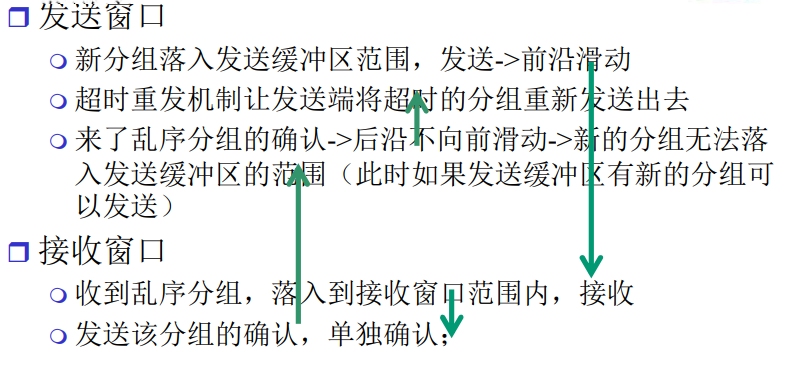 发送窗口
新分组落入发送缓冲区范围，发送->前沿滑动
超时重发机制让发送端将超时的分组重新发送出去
来了乱序分组的确认->后沿不向前滑动->新的分组无法落
入发送缓冲区的范围（此时如果发送缓冲区有新的分组可
以发送）
接收窗口
收到乱序分组，落入到接收窗口范围内，接收
发送该分组的确认，单独确认；